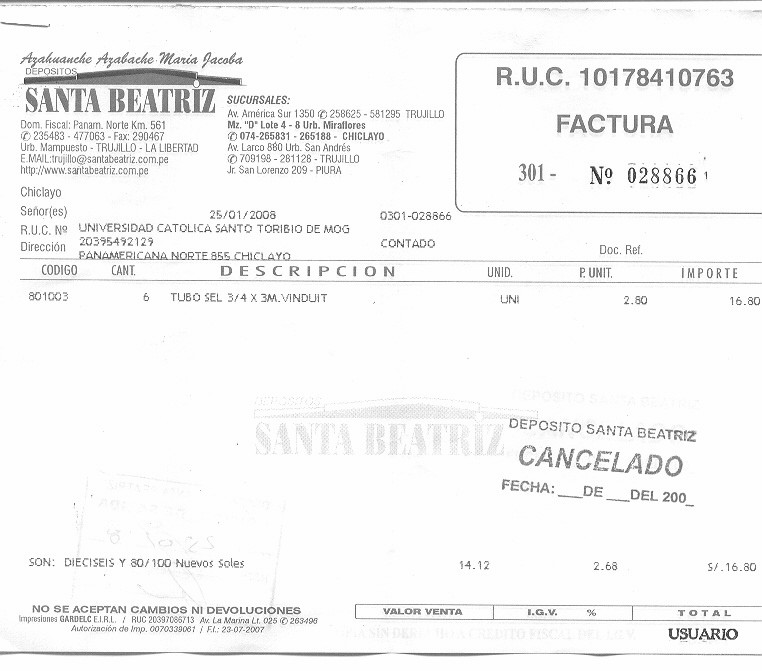 Azahuanche Azabache Maria Jacoba
DEPOSITOS
SANTA BEATRIZ
Dom. Fiscal: Panam. Norte Km. 561
✆ 235483 - 477063 - Fax: 290467
Urb. Mampuesto - TRUJILLO - LA LIBERTAD
E.MAIL:trujillo@santabeatriz.com.pe
http://www.santabeatriz.com.pe
SUCURSALES:
Av. América Sur 1350 ✆ 258625 - 581295 TRUJILLO
Mz. "D" Lote 4 - 8 Urb. Miraflores
✆ 074-265831 - 265188 - CHICLAYO
Av. Larco 880 Urb. San Andrés
✆ 709198 - 281128 - TRUJILLO
Jr. San Lorenzo 209 - PIURA
R.U.C. 10178410763
FACTURA
301 - Nº 028866
Chiclayo
Señor(es) 25/01/2008 0301-028866
R.U.C. Nº UNIVERSIDAD CATOLICA SANTO TORIBIO DE MOG
Dirección 20395492129 CONTADO
PANAMERICANA NORTE 855 CHICLAYO Doc. Ref.
CODIGO CANT. DESCRIPCION UNID. P. UNIT. IMPORTE
801003 6 TUBO SEL 3/4 X 3M.VINDUIT UNI 2.80 16.80
DEPOSITOS
SANTA BEATRIZ
DEPOSITO SANTA BEATRIZ
CANCELADO
FECHA: ___DE ___DEL 200_
SON: DIECISEIS Y 80/100 Nuevos Soles 14.12 2.68 S/.16.80
NO SE ACEPTAN CAMBIOS NI DEVOLUCIONES
Impresiones GARDELC E.I.R.L. / RUC 20397086713 Av. La Marina Lt. 025 ✆ 263496
Autorización de Imp. 0070339061 / F.I.: 23-07-2007
VALOR VENTA I.G.V. % TOTAL
USUARIO